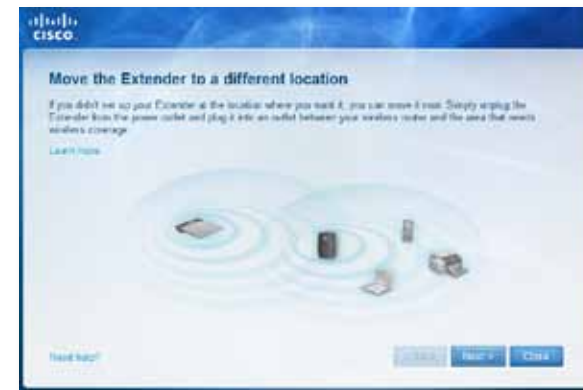 CISCO
Move the Extender to a different location
If you didn't set up your Extender at the location where you want it, you can move it now. Simply unplug the
Extender from the power outlet and plug it into an outlet between your wireless router and the area that needs
wireless coverage.
Learn more
Need help?
Next >
Close